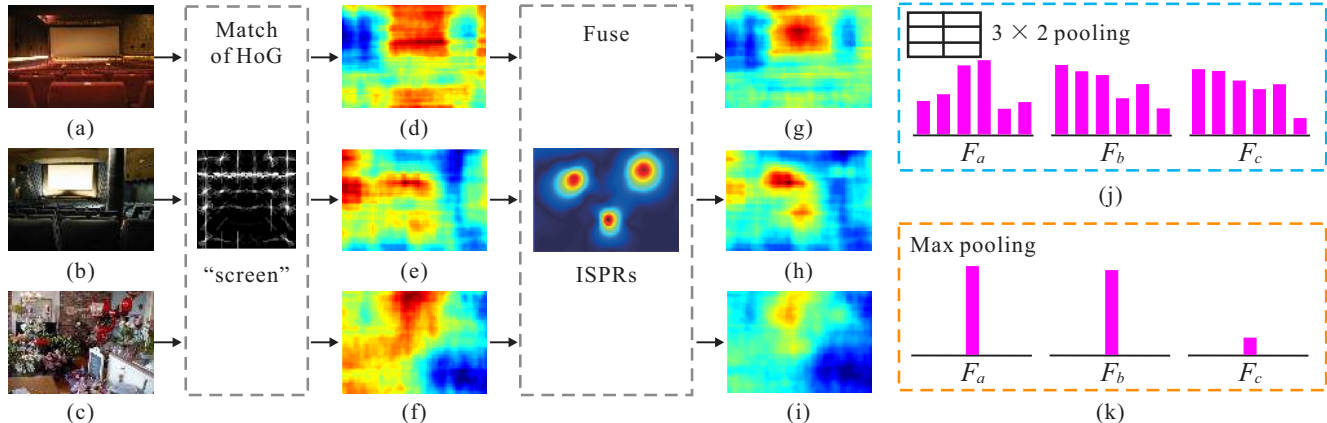 Match
of HoG
Fuse
3 × 2 pooling
(a)
(d)
(g)
F_a
F_b
F_c
(j)
(b)
"screen"
(e)
ISPRs
(h)
Max pooling
(c)
(f)
(i)
F_a
F_b
F_c
(k)